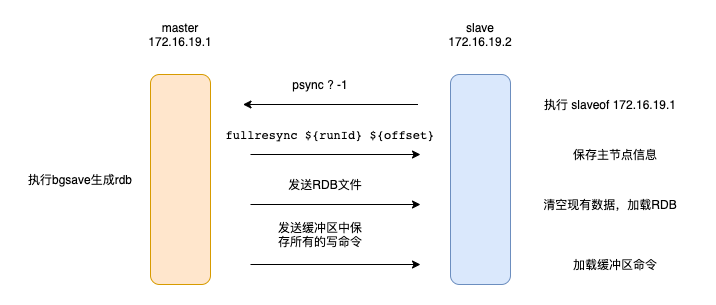 master
172.16.19.1
slave
172.16.19.2
psync ? -1
执行 slaveof 172.16.19.1
fullresync ${runId} ${offset}
保存主节点信息
执行bgsave生成rdb
发送RDB文件
清空现有数据，加载RDB
发送缓冲区中保
存所有的写命令
加载缓冲区命令